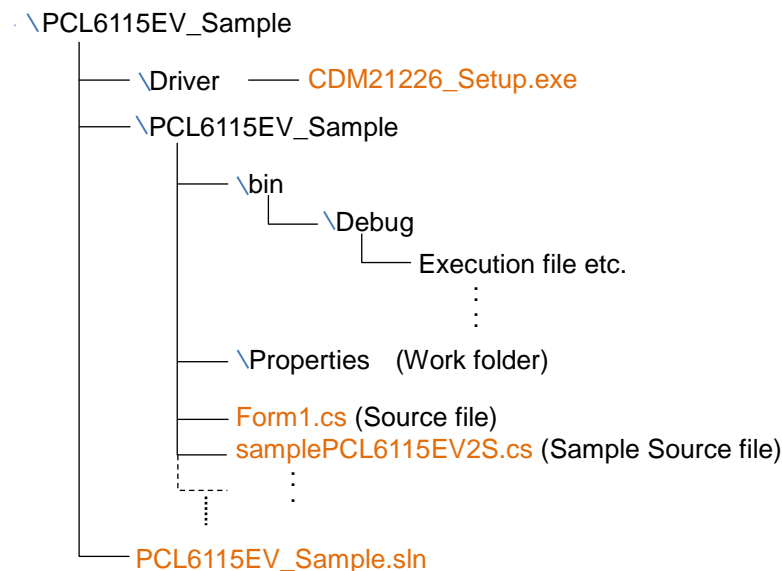 \PCL6115EV_Sample
\Driver CDM21226_Setup.exe
\PCL6115EV_Sample
\bin
\Debug
Execution file etc.
\Properties (Work folder)
Form1.cs (Source file)
samplePCL6115EV2S.cs (Sample Source file)
PCL6115EV_Sample.sln